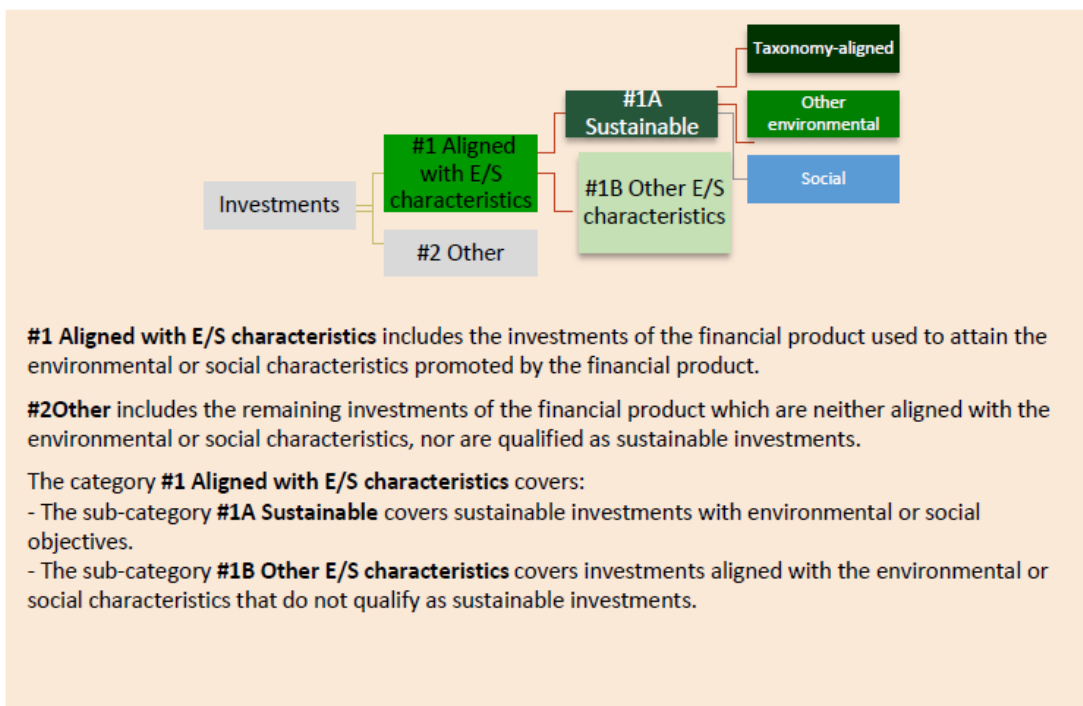 Taxonomy-aligned
#1A
Sustainable
Other
environmental
#1 Aligned
with E/S
characteristics
#1B Other E/S
characteristics
Social
Investments
#2 Other
#1 Aligned with E/S characteristics includes the investments of the financial product used to attain the
environmental or social characteristics promoted by the financial product.
#2Other includes the remaining investments of the financial product which are neither aligned with the
environmental or social characteristics, nor are qualified as sustainable investments.
The category #1 Aligned with E/S characteristics covers:
- The sub-category #1A Sustainable covers sustainable investments with environmental or social
objectives.
- The sub-category #1B Other E/S characteristics covers investments aligned with the environmental or
social characteristics that do not qualify as sustainable investments.